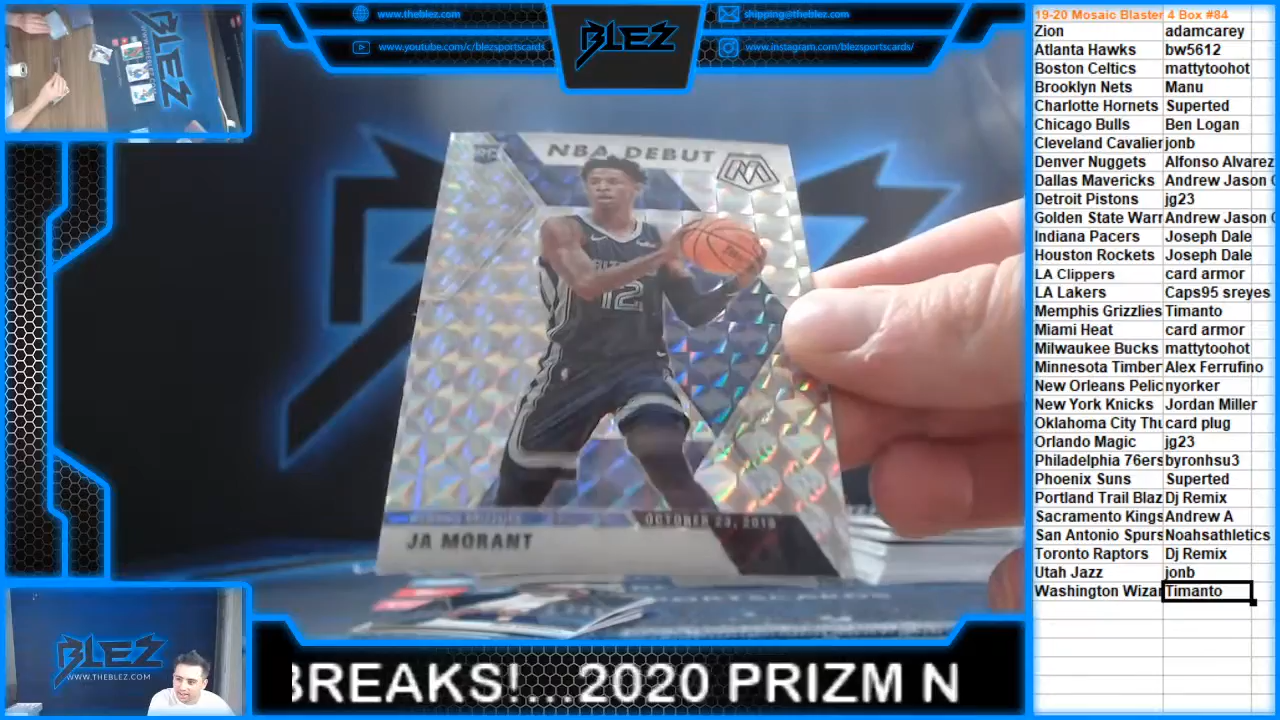 www.theblez.com
shipping@theblez.com
www.youtube.com/c/blezsportscards
www.instagram.com/blezsportscards/
BLEZ
NBA DEBUT
12
OCTOBER 23, 2019
JA MORANT
BREAKS!...2020 PRIZM N
BLEZ
WWW.THEBLEZ.COM
19-20 Mosaic Blaster 4 Box #84
Zion adamcarey
Atlanta Hawks bw5612
Boston Celtics mattytoohot
Brooklyn Nets Manu
Charlotte Hornets Superted
Chicago Bulls Ben Logan
Cleveland Cavalier jonb
Denver Nuggets Alfonso Alvarez
Dallas Mavericks Andrew Jason
Detroit Pistons jg23
Golden State Warr Andrew Jason
Indiana Pacers Joseph Dale
Houston Rockets Joseph Dale
LA Clippers card armor
LA Lakers Caps95 sreyes
Memphis Grizzlies Timanto
Miami Heat card armor
Milwaukee Bucks mattytoohot
Minnesota Timber Alex Ferrufino
New Orleans Pelic nyorker
New York Knicks Jordan Miller
Oklahoma City Thu card plug
Orlando Magic jg23
Philadelphia 76ers byronhsu3
Phoenix Suns Superted
Portland Trail Blaz Dj Remix
Sacramento Kings Andrew A
San Antonio Spurs Noahsathletics
Toronto Raptors Dj Remix
Utah Jazz jonb
Washington Wizar Timanto